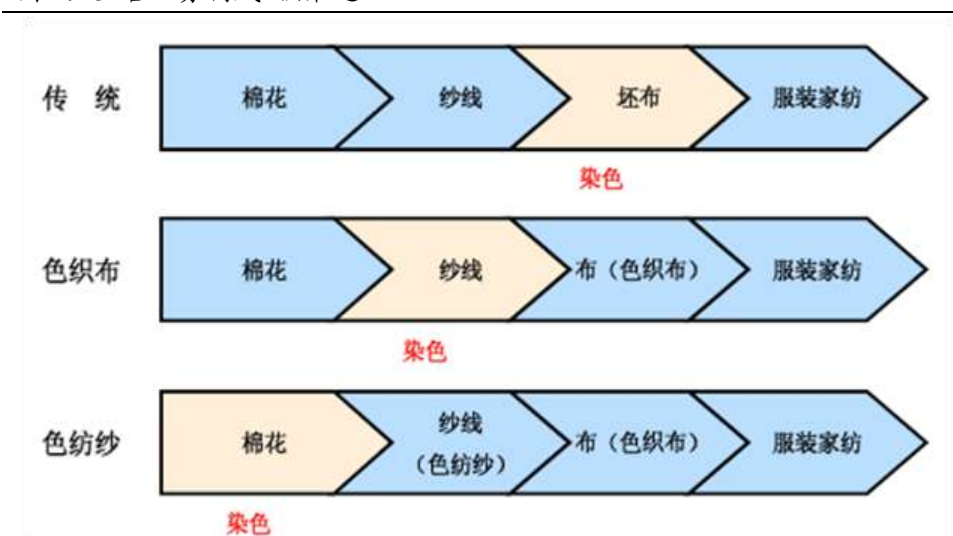 传 统 棉花 纱线 坯布 服装家纺
染色
色织布 棉花 纱线 布（色织布） 服装家纺
染色
色纺纱 棉花 纱线（色纺纱） 布（色织布） 服装家纺
染色